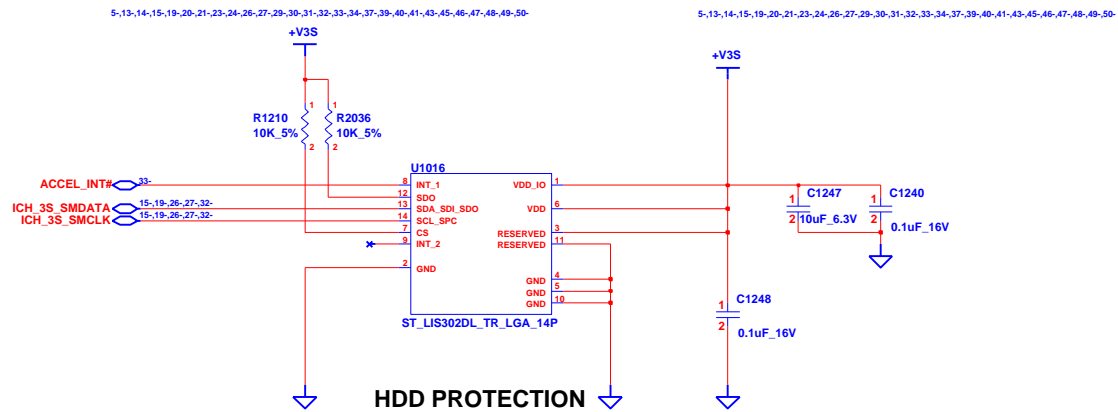 5-,13-,14-,15-,19-,20-,21-,23-,24-,26-,27-,29-,30-,31-,32-,33-,34-,37-,39-,40-,41-,43-,45-,46-,47-,48-,49-,50-
5-,13-,14-,15-,19-,20-,21-,23-,24-,26-,27-,29-,30-,31-,32-,33-,34-,37-,39-,40-,41-,43-,45-,46-,47-,48-,49-,50-
+V3S
+V3S
1
1
R1210
10K_5%
R2036
10K_5%
2
2
U1016
ACCEL_INT#
33-
8
INT_1
VDD_IO
1
12
SDO
ICH_3S_SMDATA
15-,19-,26-,27-,32-
13
SDA_SDI_SDO
VDD
6
ICH_3S_SMCLK
15-,19-,26-,27-,32-
14
SCL_SPC
7
CS
RESERVED
3
9
INT_2
RESERVED
11
2
GND
GND
4
GND
5
GND
10
ST_LIS302DL_TR_LGA_14P
C1247
1
2
10uF_6.3V
C1240
1
2
0.1uF_16V
C1248
1
2
0.1uF_16V
HDD PROTECTION